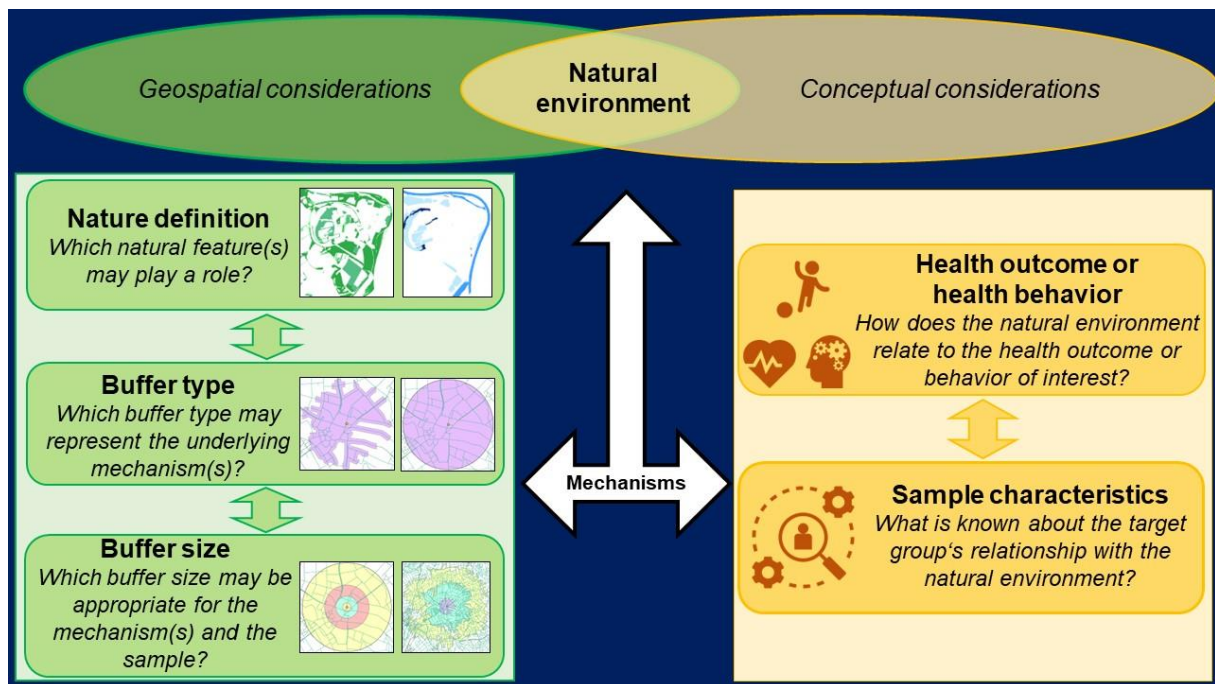 Geospatial considerations
Natural
environment
Conceptual considerations
Nature definition
Which natural feature(s)
may play a role?
Buffer type
Which buffer type may
represent the underlying
mechanism(s)?
Buffer size
Which buffer size may be
appropriate for the
mechanism(s) and the
sample?
Mechanisms
Health outcome or
health behavior
How does the natural environment
relate to the health outcome or
behavior of interest?
Sample characteristics
What is known about the target
group‘s relationship with the
natural environment?